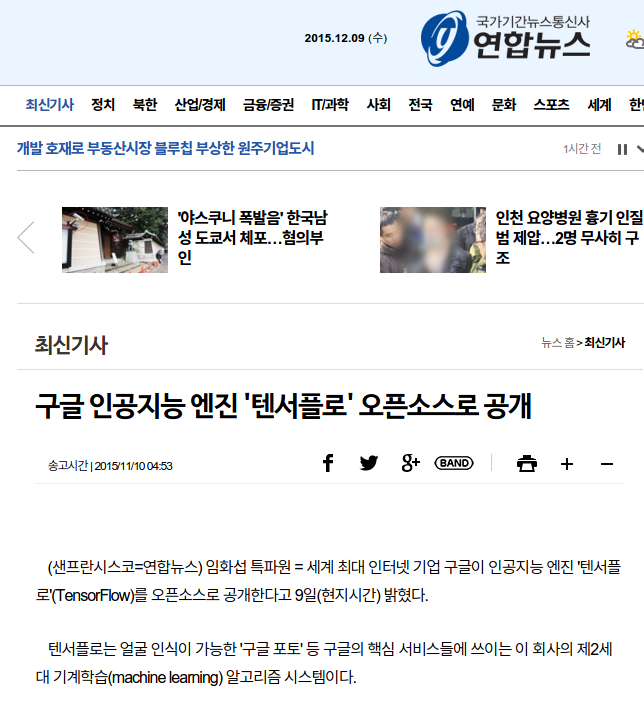 2015.12.09 (수)
국가기간뉴스통신사
연합뉴스
최신기사 정치 북한 산업/경제 금융/증권 IT/과학 사회 전국 연예 문화 스포츠 세계
개발 호재로 부동산시장 블루칩 부상한 원주기업도시
1시간 전
'야스쿠니 폭발음' 한국남
성 도쿄서 체포…혐의부
인
인천 요양병원 흉기 인질
범 제압…2명 무사히 구
조
최신기사
뉴스 홈 > 최신기사
구글 인공지능 엔진 '텐서플로' 오픈소스로 공개
송고시간 | 2015/11/10 04:53
BAND
(샌프란시스코=연합뉴스) 임화섭 특파원 = 세계 최대 인터넷 기업 구글이 인공지능 엔진 '텐서플
로'(TensorFlow)를 오픈소스로 공개한다고 9일(현지시간) 밝혔다.
텐서플로는 얼굴 인식이 가능한 '구글 포토' 등 구글의 핵심 서비스들에 쓰이는 이 회사의 제2세
대 기계학습(machine learning) 알고리즘 시스템이다.